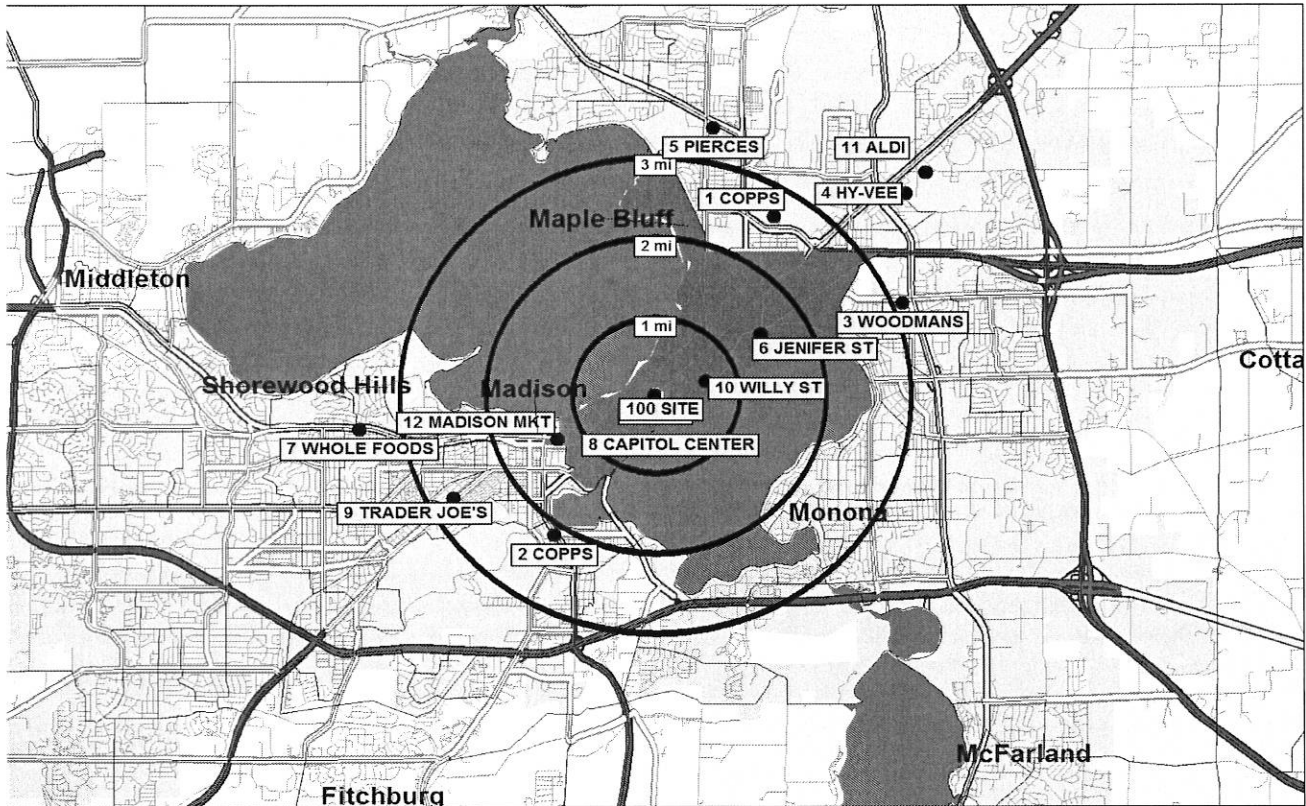 5 PIERCES
11 ALDI
3 mi
1 COPPS
4 HY-VEE
Maple Bluff
2 mi
Middleton
1 mi
3 WOODMANS
6 JENIFER ST
Cotta
Shorewood Hills
Madison
10 WILLY ST
100 SITE
12 MADISON MKT
8 CAPITOL CENTER
7 WHOLE FOODS
9 TRADER JOE'S
Monona
2 COPPS
McFarland
Fitchburg